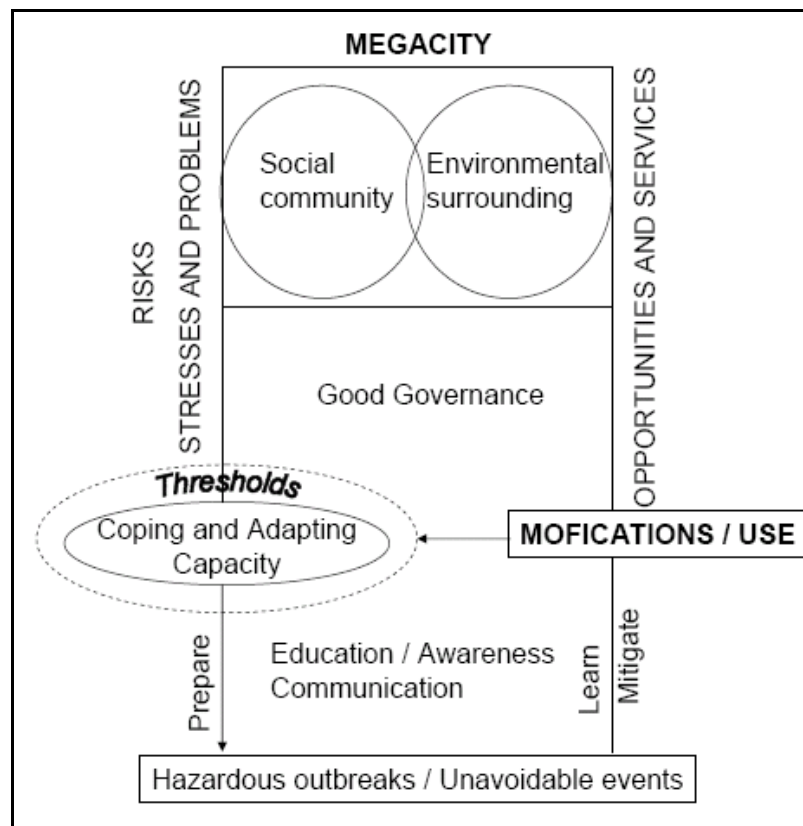 MEGACITY
RISKS
STRESSES AND PROBLEMS
Social
community
Environmental
surrounding
OPPORTUNITIES AND SERVICES
Good Governance
Thresholds
Coping and Adapting
Capacity
MOFICATIONS / USE
Prepare
Education / Awareness
Communication
Learn
Mitigate
Hazardous outbreaks / Unavoidable events